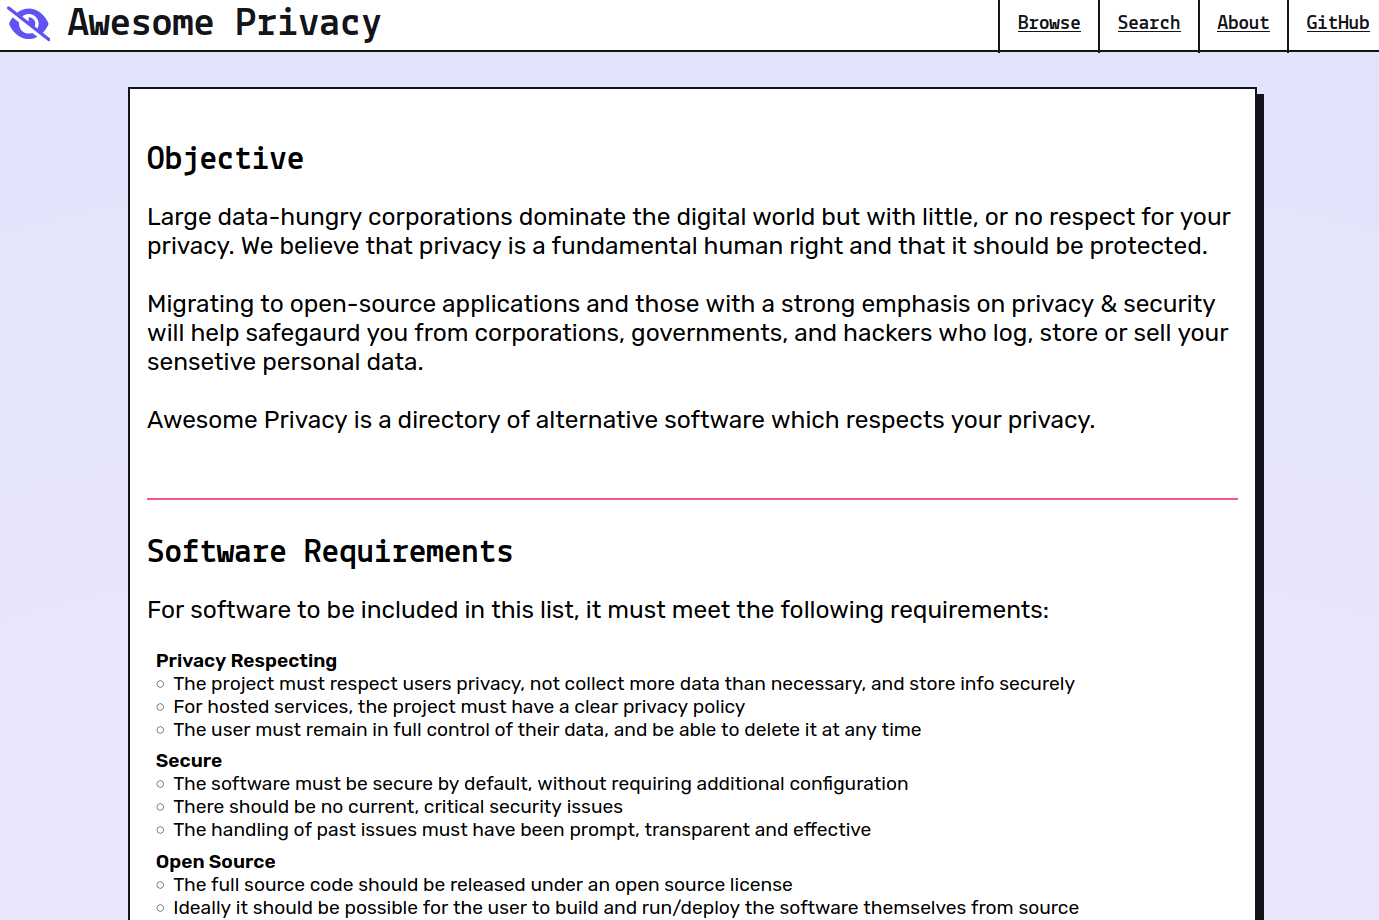 Awesome Privacy
Browse
Search
About
GitHub
Objective
Large data-hungry corporations dominate the digital world but with little, or no respect for your
privacy. We believe that privacy is a fundamental human right and that it should be protected.
Migrating to open-source applications and those with a strong emphasis on privacy & security
will help safegaurd you from corporations, governments, and hackers who log, store or sell your
sensetive personal data.
Awesome Privacy is a directory of alternative software which respects your privacy.
Software Requirements
For software to be included in this list, it must meet the following requirements:
Privacy Respecting
The project must respect users privacy, not collect more data than necessary, and store info securely
For hosted services, the project must have a clear privacy policy
The user must remain in full control of their data, and be able to delete it at any time
Secure
The software must be secure by default, without requiring additional configuration
There should be no current, critical security issues
The handling of past issues must have been prompt, transparent and effective
Open Source
The full source code should be released under an open source license
Ideally it should be possible for the user to build and run/deploy the software themselves from source